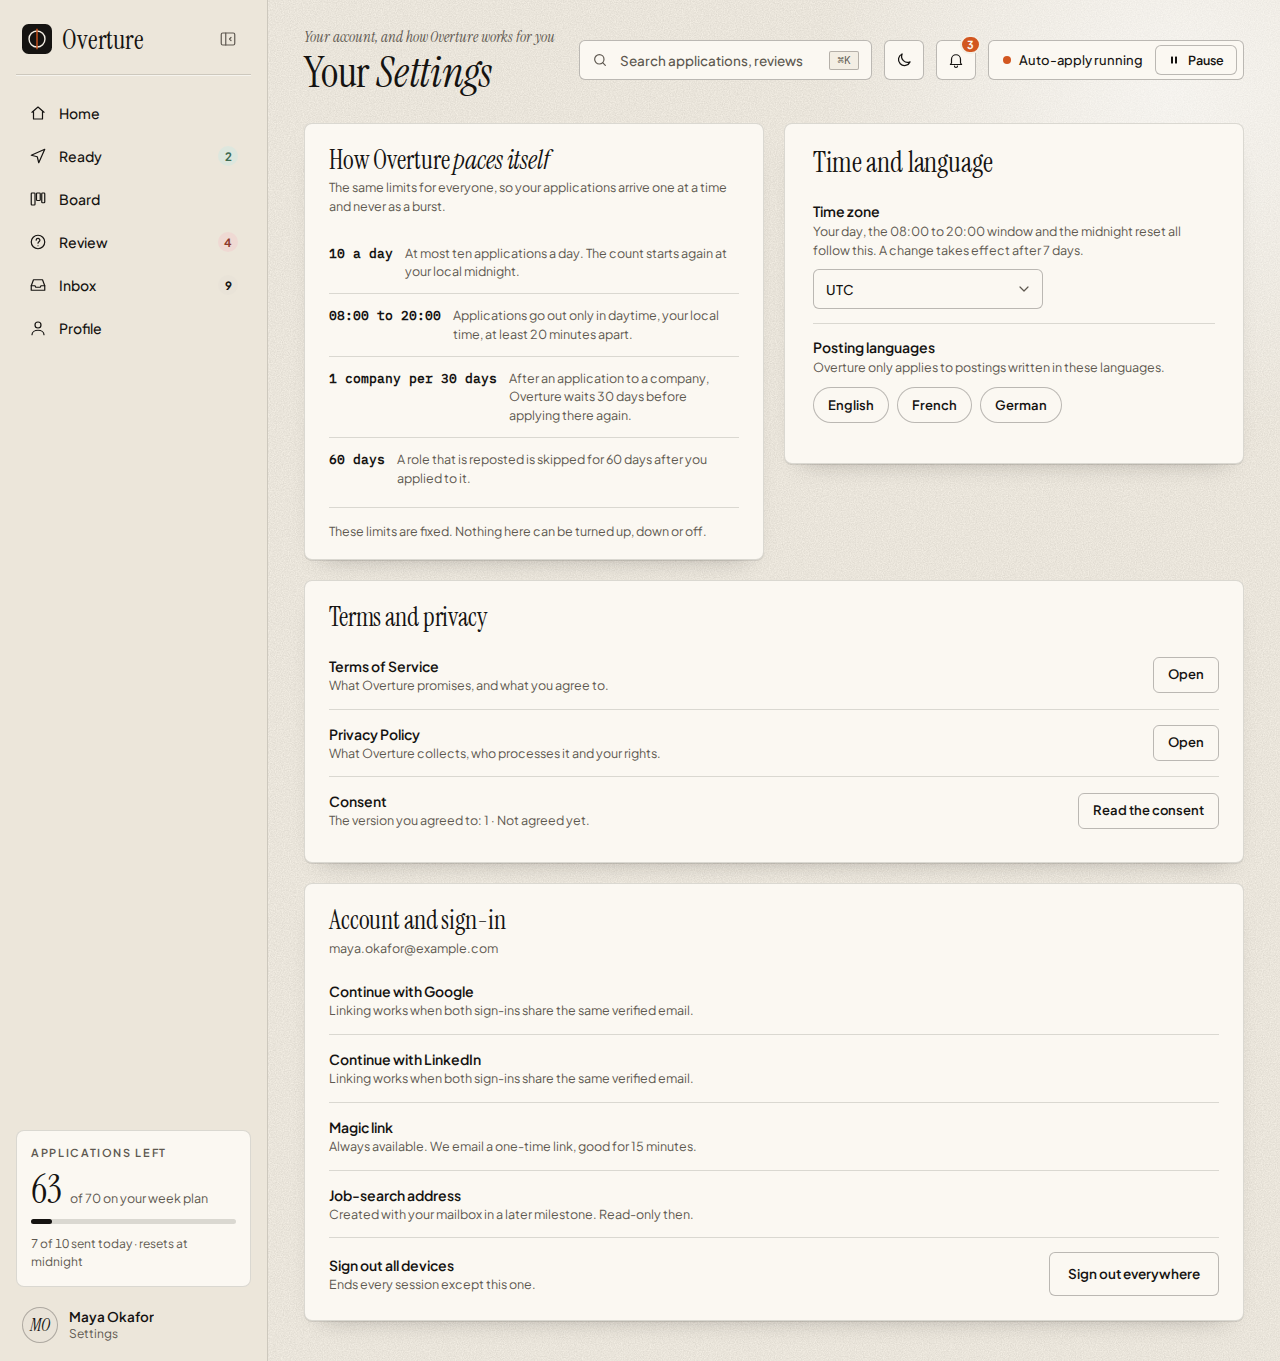 Overture
Home
Ready 2
Board
Review 4
Inbox 9
Profile
APPLICATIONS LEFT
63 of 70 on your week plan
7 of 10 sent today · resets at
midnight
MO
Maya Okafor
Settings
Your account, and how Overture works for you
Your Settings
Search applications, reviews ⌘K
3
Auto-apply running
Pause
How Overture paces itself
The same limits for everyone, so your applications arrive one at a time
and never as a burst.
10 a day At most ten applications a day. The count starts again at
your local midnight.
08:00 to 20:00 Applications go out only in daytime, your local
time, at least 20 minutes apart.
1 company per 30 days After an application to a company,
Overture waits 30 days before
applying there again.
60 days A role that is reposted is skipped for 60 days after you
applied to it.
These limits are fixed. Nothing here can be turned up, down or off.
Time and language
Time zone
Your day, the 08:00 to 20:00 window and the midnight reset all
follow this. A change takes effect after 7 days.
UTC
Posting languages
Overture only applies to postings written in these languages.
English French German
Terms and privacy
Terms of Service
What Overture promises, and what you agree to.
Open
Privacy Policy
What Overture collects, who processes it and your rights.
Open
Consent
The version you agreed to: 1 · Not agreed yet.
Read the consent
Account and sign-in
maya.okafor@example.com
Continue with Google
Linking works when both sign-ins share the same verified email.
Continue with LinkedIn
Linking works when both sign-ins share the same verified email.
Magic link
Always available. We email a one-time link, good for 15 minutes.
Job-search address
Created with your mailbox in a later milestone. Read-only then.
Sign out all devices
Ends every session except this one.
Sign out everywhere